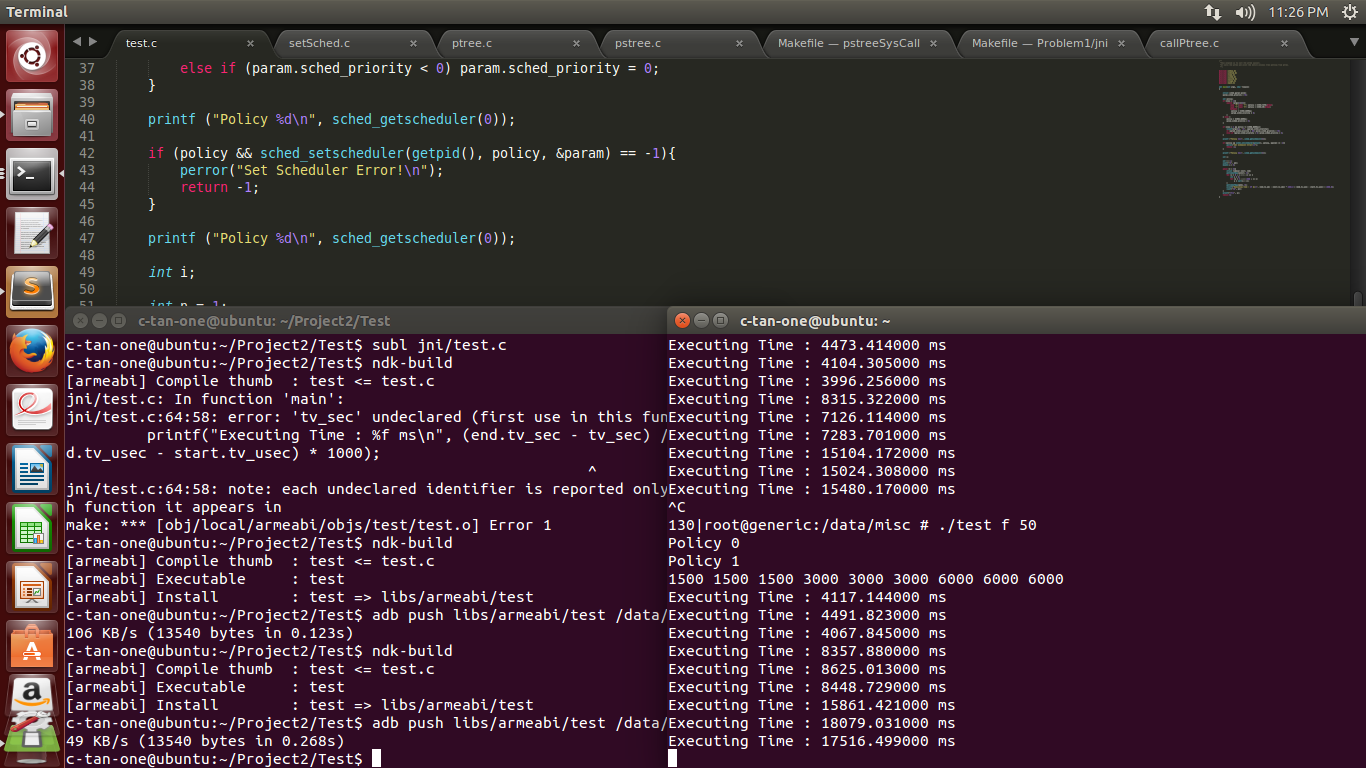 Terminal
11:26 PM
test.c
setSched.c
ptree.c
pstree.c
Makefile — pstreeSysCall
Makefile — Problem1/jni
callPtree.c
37 else if (param.sched_priority < 0) param.sched_priority = 0;
38 }
39
40 printf ("Policy %d\n", sched_getscheduler(0));
41
42 if (policy && sched_setscheduler(getpid(), policy, &param) == -1){
43 perror("Set Scheduler Error!\n");
44 return -1;
45 }
46
47 printf ("Policy %d\n", sched_getscheduler(0));
48
49 int i;
50
51 int n = 1;
c-tan-one@ubuntu: ~/Project2/Test
c-tan-one@ubuntu:~/Project2/Test$ subl jni/test.c
c-tan-one@ubuntu:~/Project2/Test$ ndk-build
[armeabi] Compile thumb  : test <= test.c
jni/test.c: In function 'main':
jni/test.c:64:58: error: 'tv_sec' undeclared (first use in this fun
printf("Executing Time : %f ms\n", (end.tv_sec - tv_sec) /
d.tv_usec - start.tv_usec) * 1000);
^
jni/test.c:64:58: note: each undeclared identifier is reported only
h function it appears in
make: *** [obj/local/armeabi/objs/test/test.o] Error 1
c-tan-one@ubuntu:~/Project2/Test$ ndk-build
[armeabi] Compile thumb  : test <= test.c
[armeabi] Executable     : test
[armeabi] Install        : test => libs/armeabi/test
c-tan-one@ubuntu:~/Project2/Test$ adb push libs/armeabi/test /data/
106 KB/s (13540 bytes in 0.123s)
c-tan-one@ubuntu:~/Project2/Test$ ndk-build
[armeabi] Compile thumb  : test <= test.c
[armeabi] Executable     : test
[armeabi] Install        : test => libs/armeabi/test
c-tan-one@ubuntu:~/Project2/Test$ adb push libs/armeabi/test /data/
49 KB/s (13540 bytes in 0.268s)
c-tan-one@ubuntu:~/Project2/Test$
c-tan-one@ubuntu: ~
Executing Time : 4473.414000 ms
Executing Time : 4104.305000 ms
Executing Time : 3996.256000 ms
Executing Time : 8315.322000 ms
Executing Time : 7126.114000 ms
Executing Time : 7283.701000 ms
Executing Time : 15104.172000 ms
Executing Time : 15024.308000 ms
Executing Time : 15480.170000 ms
^C
130|root@generic:/data/misc # ./test f 50
Policy 0
Policy 1
1500 1500 1500 3000 3000 3000 6000 6000 6000
Executing Time : 4117.144000 ms
Executing Time : 4491.823000 ms
Executing Time : 4067.845000 ms
Executing Time : 8357.880000 ms
Executing Time : 8625.013000 ms
Executing Time : 8448.729000 ms
Executing Time : 15861.421000 ms
Executing Time : 18079.031000 ms
Executing Time : 17516.499000 ms